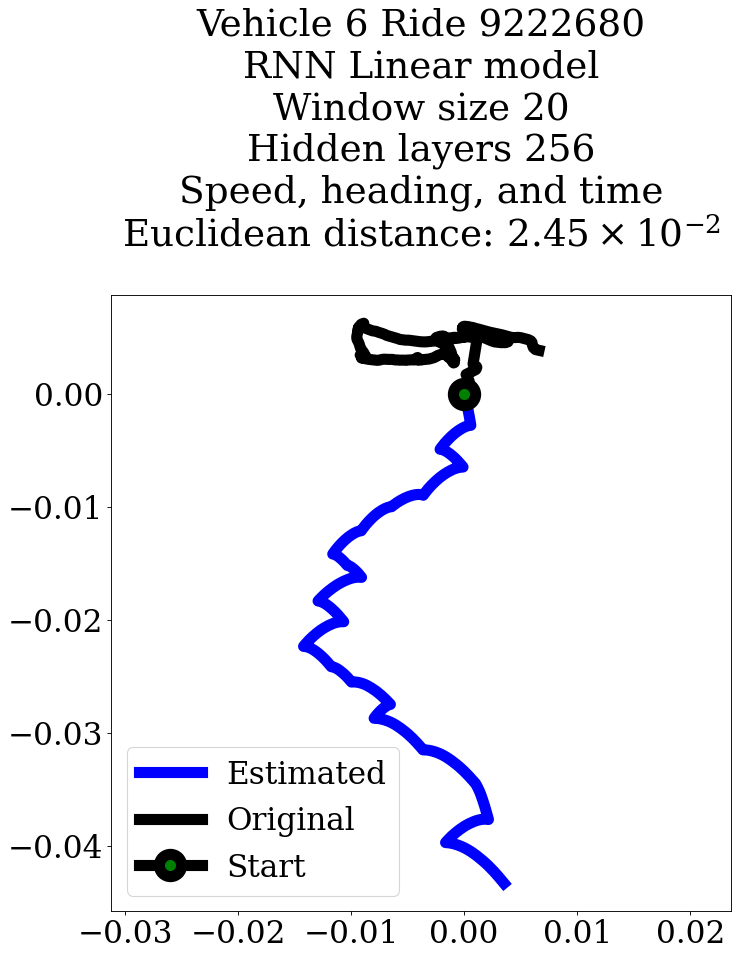 Vehicle 6 Ride 9222680
RNN Linear model
Window size 20
Hidden layers 256
Speed, heading, and time
Euclidean distance: 2.45 × 10⁻²
0.00
−0.01
−0.02
−0.03
−0.04
Estimated
Original
Start
−0.03 −0.02 −0.01 0.00 0.01 0.02